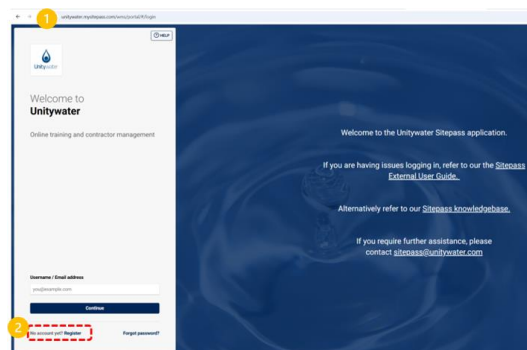 1
unitywater.mysitepass.com/wms/portal/#/login
HELP
Unitywater
Welcome to
Unitywater
Online training and contractor management
Username / Email address
you@example.com
Continue
2
No account yet? Register
Forgot password?
Welcome to the Unitywater Sitepass application.
If you are having issues logging in, refer to our the Sitepass
External User Guide.
Alternatively refer to our Sitepass knowledgebase.
If you require further assistance, please
contact sitepass@unitywater.com